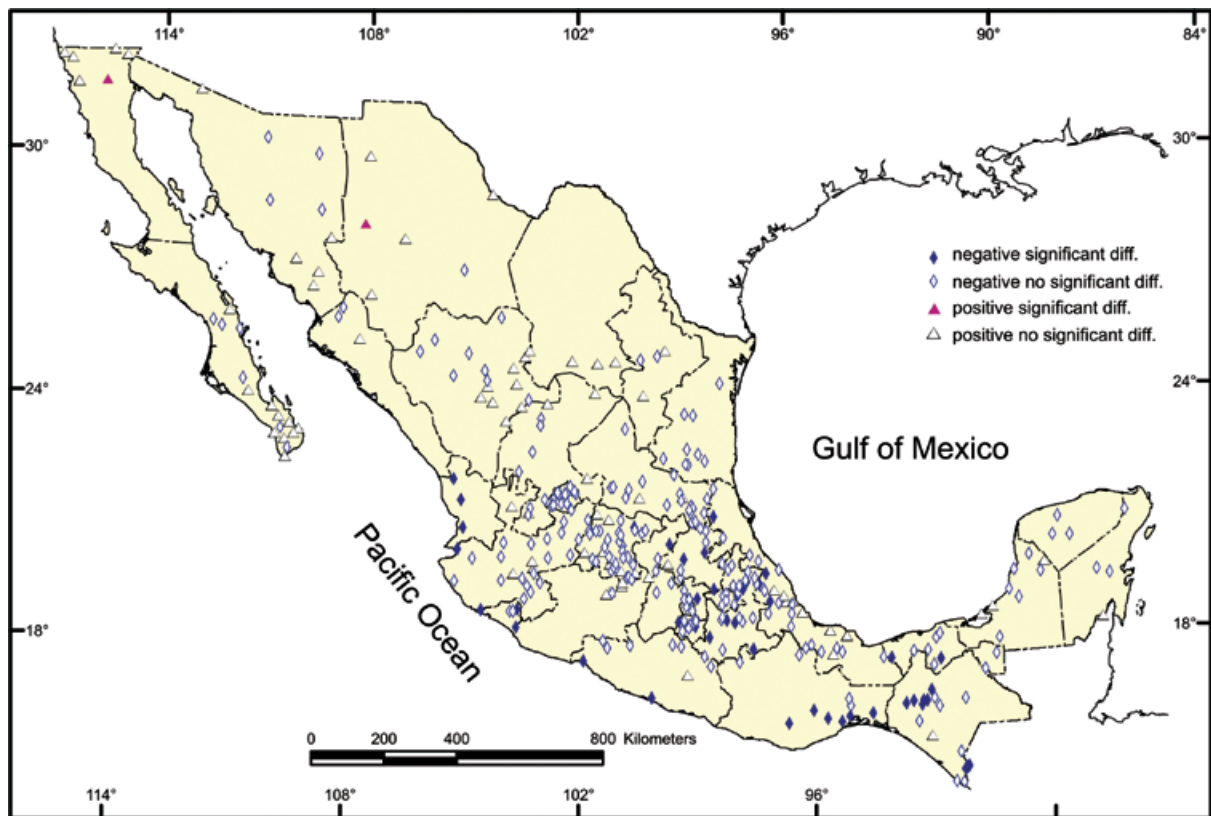 114° 108° 102° 96° 90° 84°
30° 30°
negative significant diff.
negative no significant diff.
positive significant diff.
positive no significant diff.
24° 24°
Gulf of Mexico
Pacific Ocean
18° 18°
0 200 400 800 Kilometers
114° 108° 102° 96°